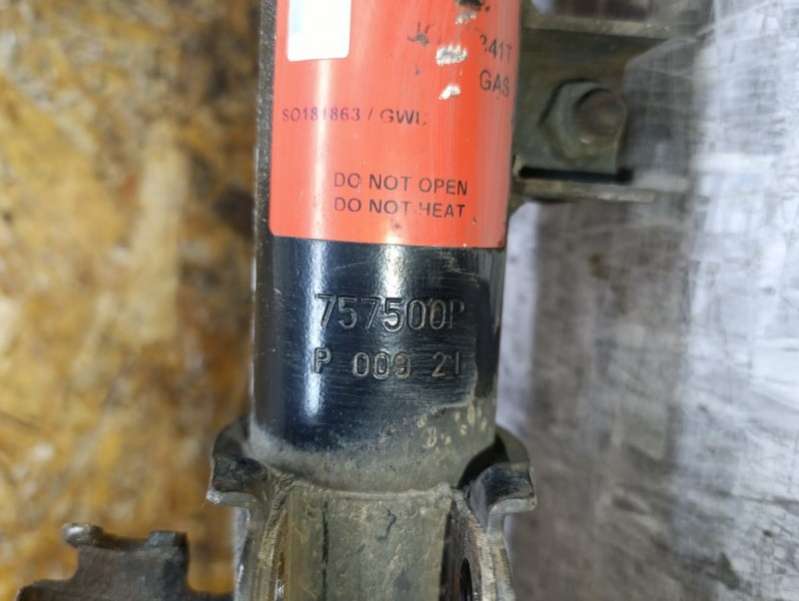 GAS
SO181863 / GWL
DO NOT OPEN
DO NOT HEAT
757500P
P 009 21